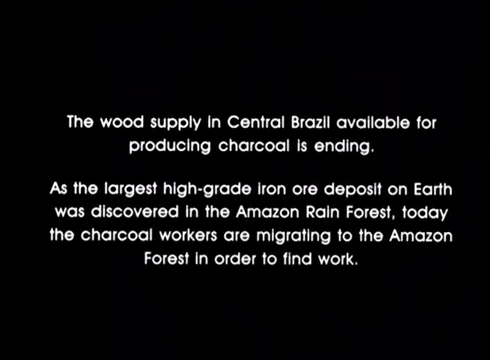 The wood supply in Central Brazil available for
producing charcoal is ending.
As the largest high-grade iron ore deposit on Earth
was discovered in the Amazon Rain Forest, today
the charcoal workers are migrating to the Amazon
Forest in order to find work.